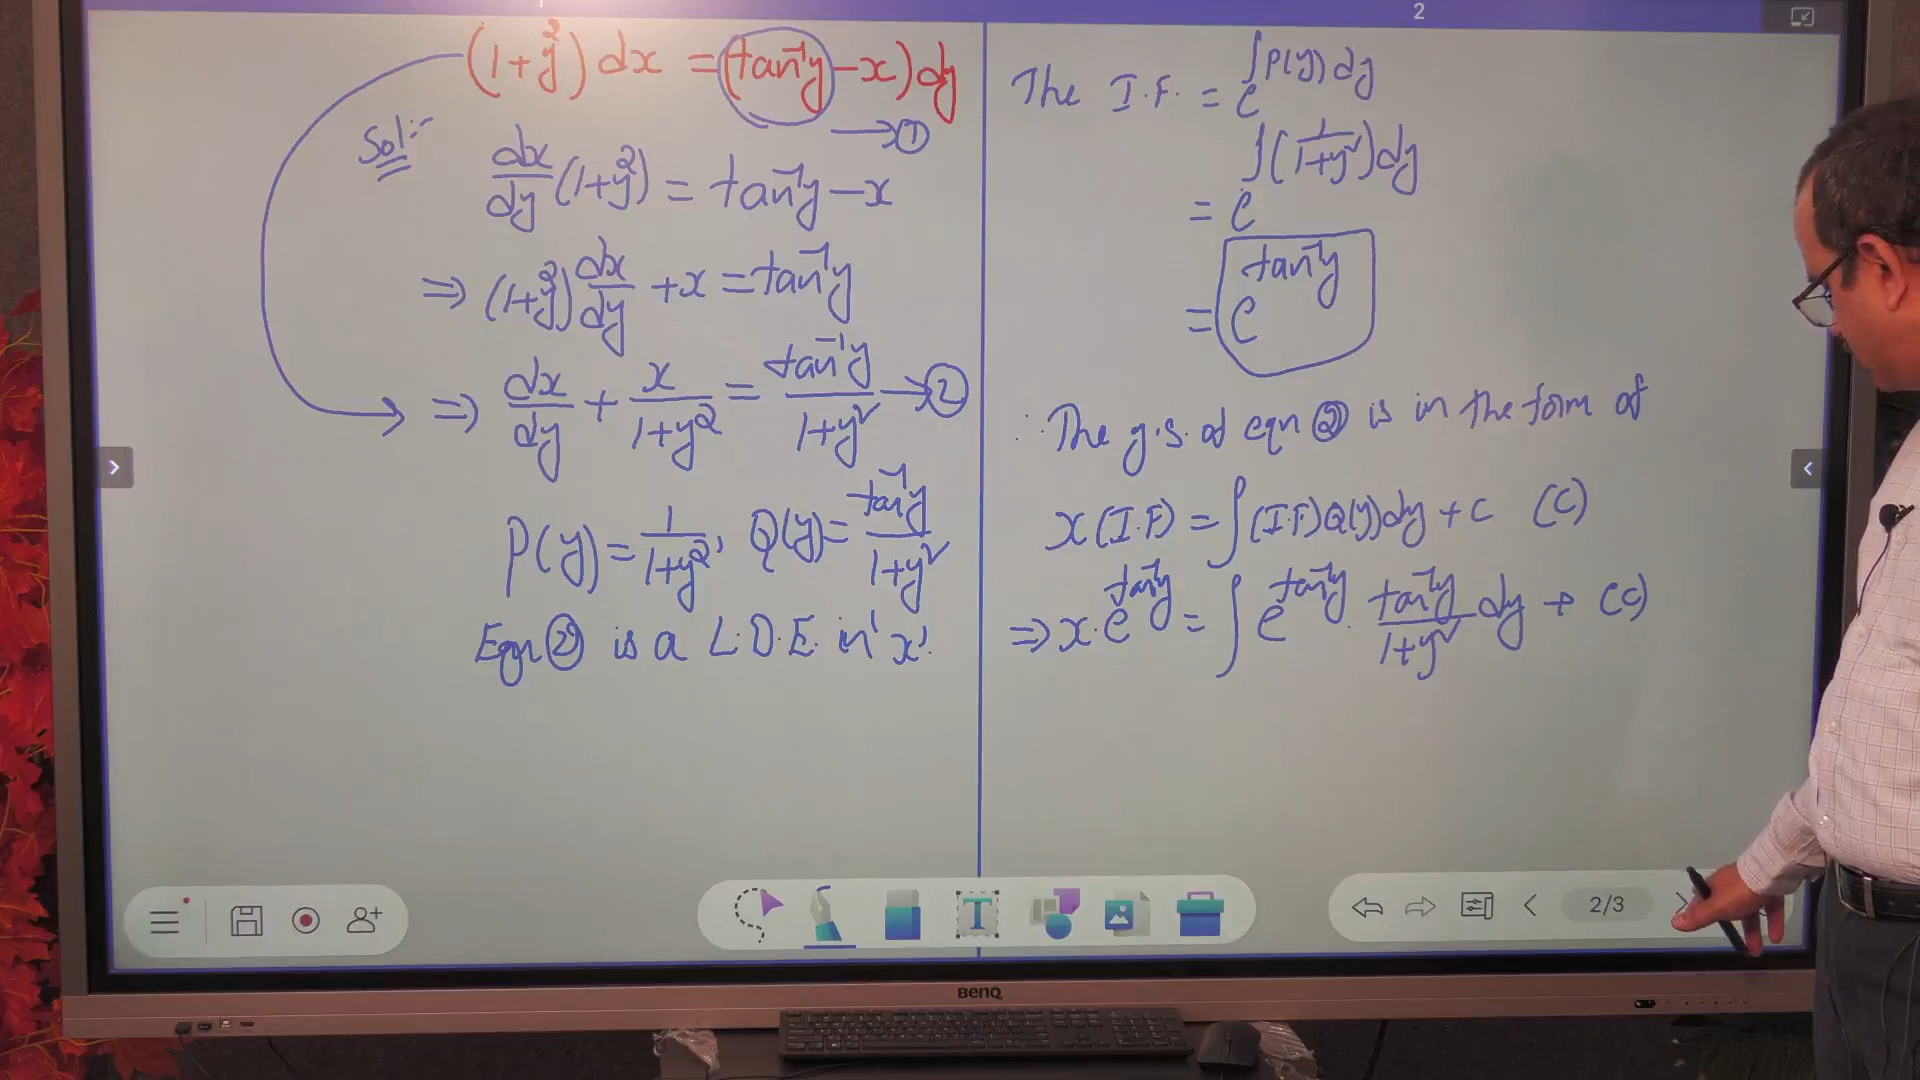 2
(1+y²) dx = (tan⁻¹y − x) dy
→ ①
Sol:-
dx/dy (1+y²) = tan⁻¹y − x
⇒ (1+y²) dx/dy + x = tan⁻¹y
⇒ dx/dy + x/(1+y²) = tan⁻¹y/(1+y²) → ②
P(y) = 1/(1+y²), Q(y) = tan⁻¹y/(1+y²)
Eqn ② is a L.D.E. in 'x'.
The I.F. = e^∫P(y) dy
= e^∫(1/(1+y²)) dy
= e^tan⁻¹y
∴ The g.s. of eqn ② is in the form of
x (I.F) = ∫(I.F) Q(y) dy + c (C)
⇒ x.e^tan⁻¹y = ∫ e^tan⁻¹y . tan⁻¹y/(1+y²) dy + (C)
T
2/3
BenQ